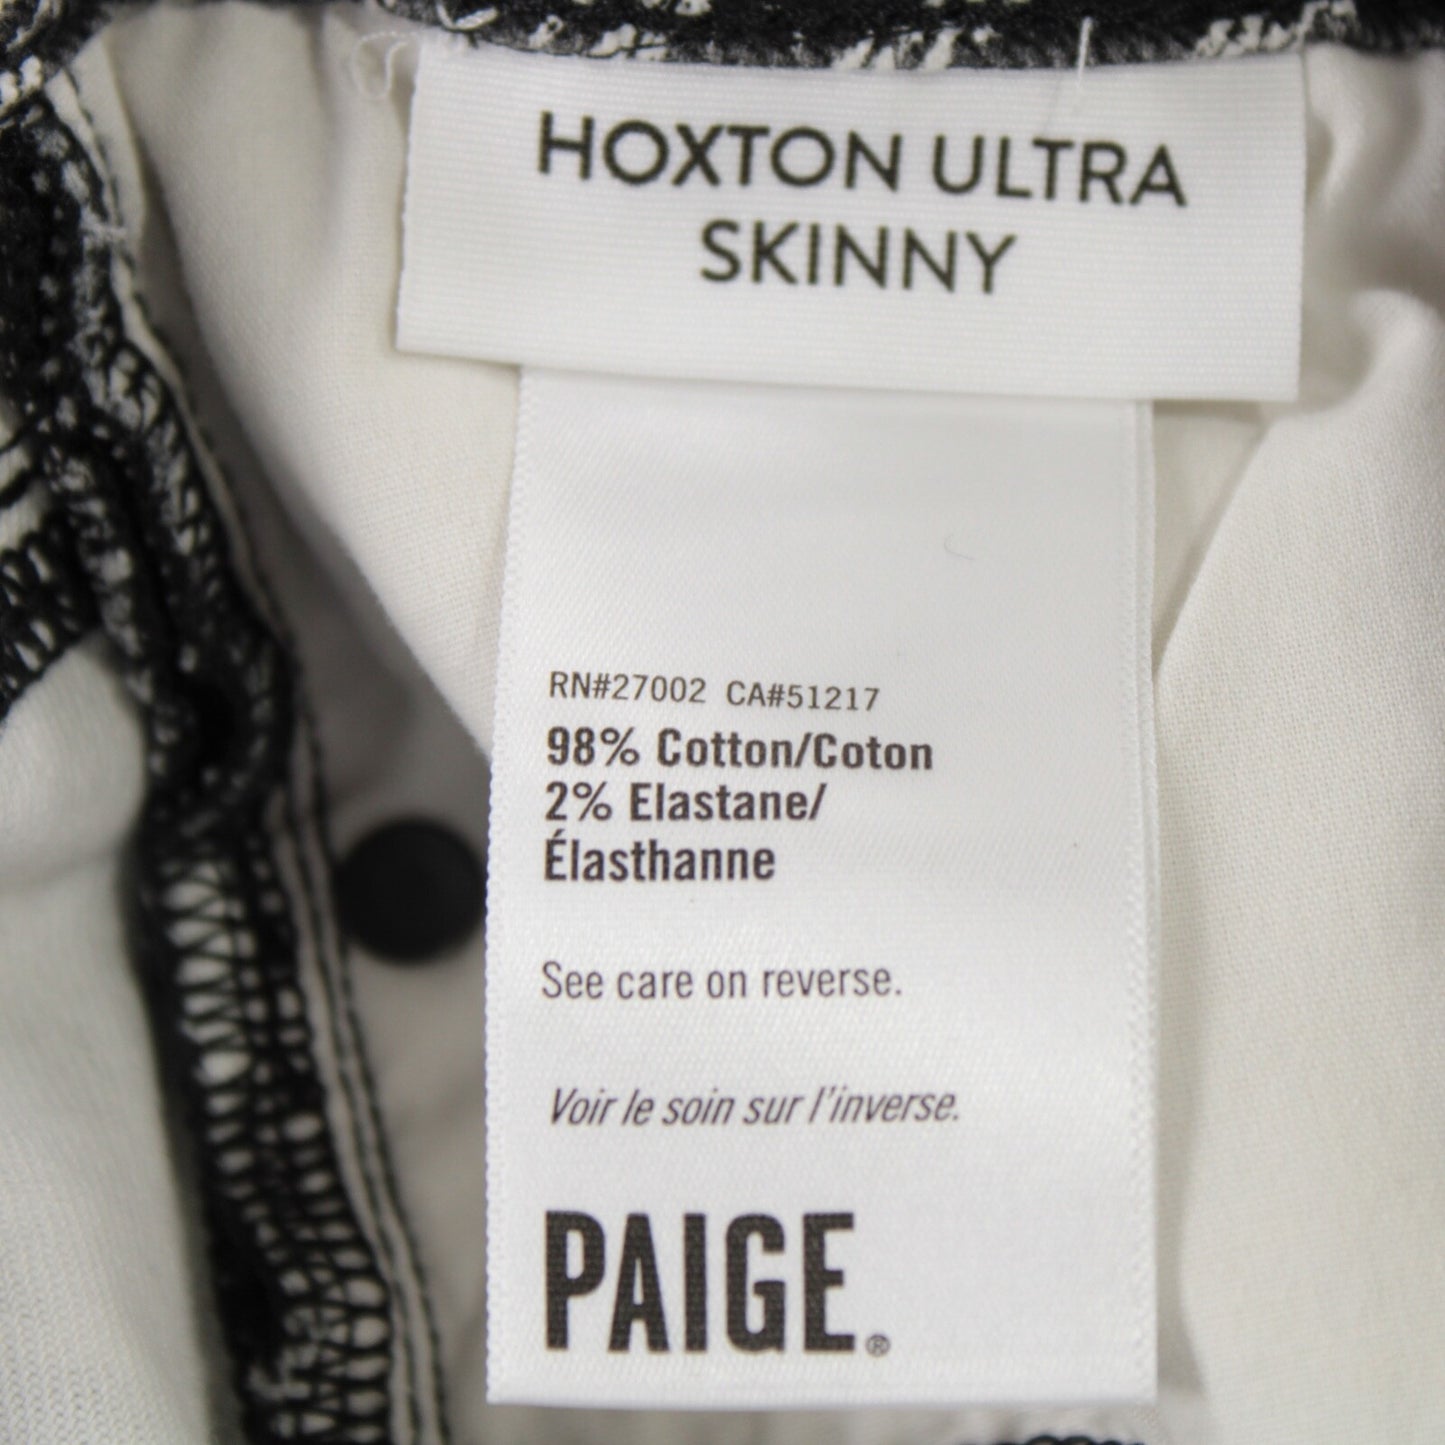 HOXTON ULTRA
SKINNY
RN#27002 CA#51217
98% Cotton/Coton
2% Elastane/
Élasthanne
See care on reverse.
Voir le soin sur l'inverse.
PAIGE®